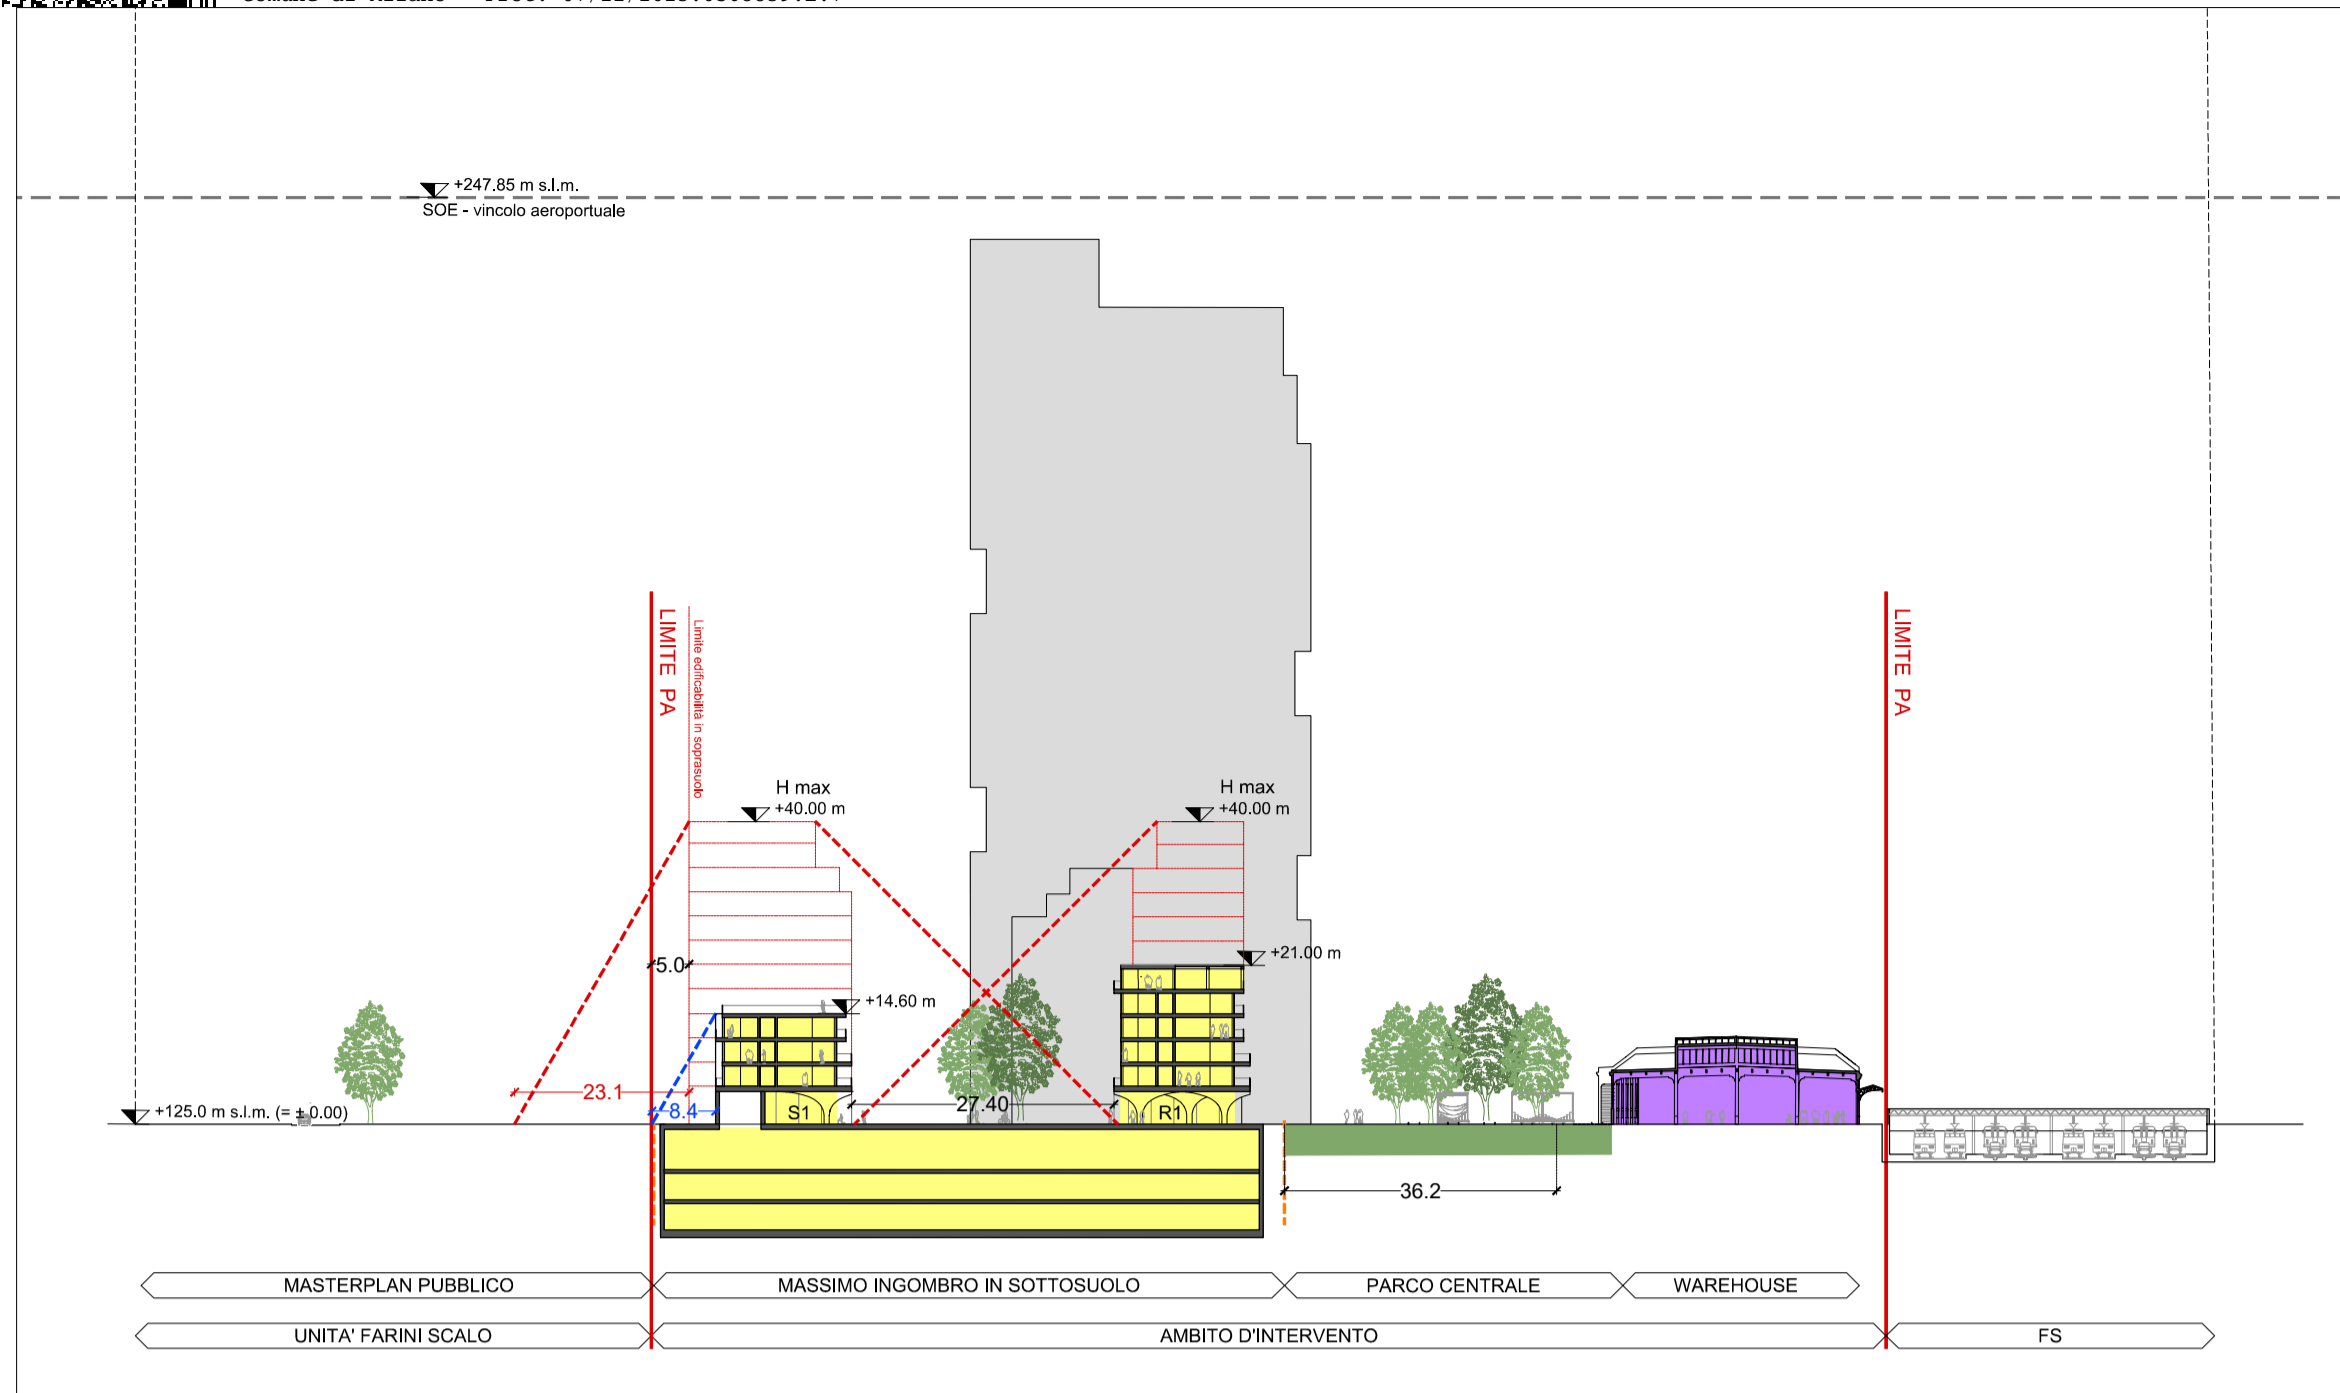 +247.85 m s.l.m.
SOE - vincolo aeroportuale
LIMITE PA
Limite edificabilità in soprasuolo
LIMITE PA
H max
+40.00 m
H max
+40.00 m
+21.00 m
5.0
+14.60 m
23.1
27.40
8.4
S1
R1
+125.0 m s.l.m. (= ± 0.00)
36.2
MASTERPLAN PUBBLICO
MASSIMO INGOMBRO IN SOTTOSUOLO
PARCO CENTRALE
WAREHOUSE
UNITA' FARINI SCALO
AMBITO D'INTERVENTO
FS